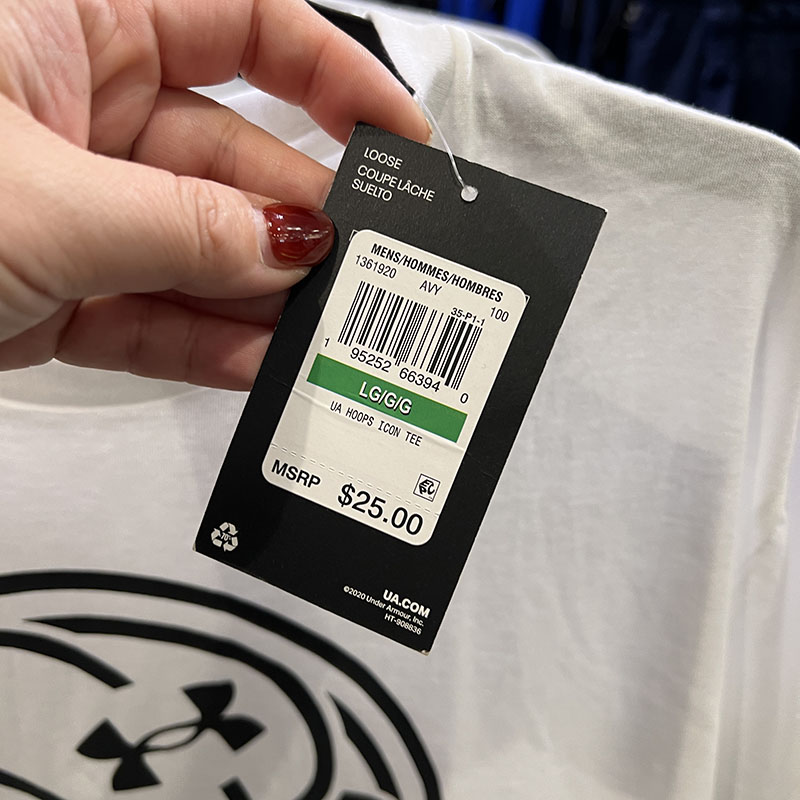 LOOSE
COUPE LÂCHE
SUELTO
MENS/HOMMES/HOMBRES
1361920 AVY 100
35-P1-1
1 95252 66394 0
LG/G/G
UA HOOPS ICON TEE
MSRP $25.00
70%
UA.COM
©2020 Under Armour, Inc.
HT-908836